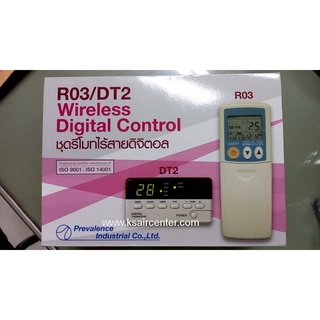 R03/DT2
Wireless
Digital Control
ชุดรีโมทไร้สายดิจิตอล
ISO 9001 ISO 14001
R03
25
DT2
28
POWER
www.ksaircenter.com
Prevalence
Industrial Co.,Ltd.